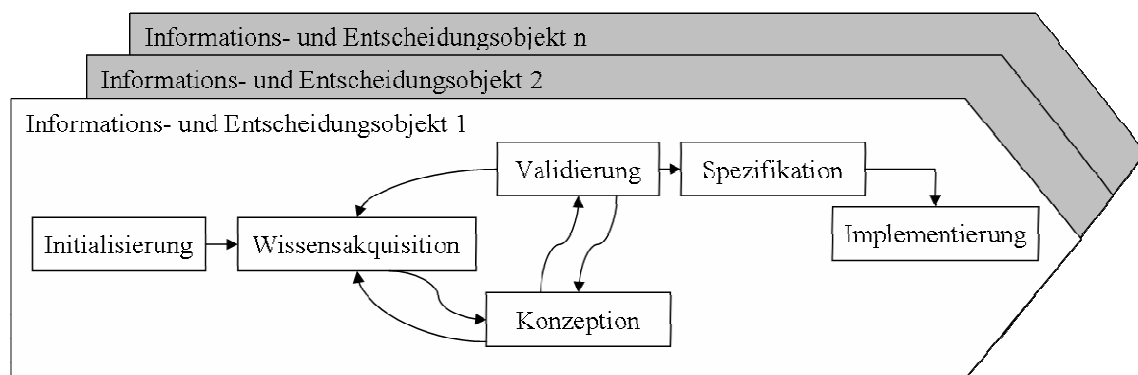 Informations- und Entscheidungsobjekt n
Informations- und Entscheidungsobjekt 2
Informations- und Entscheidungsobjekt 1
Validierung
Spezifikation
Initialisierung
Wissensakquisition
Implementierung
Konzeption